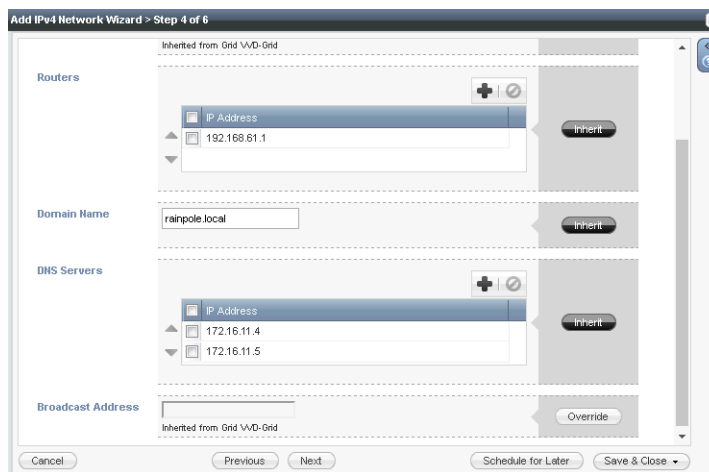 Add IPv4 Network Wizard > Step 4 of 6
Inherited from Grid VVD-Grid
Routers
IP Address
192.168.61.1
Inherit
Domain Name
rainpole.local
Inherit
DNS Servers
IP Address
172.16.11.4
172.16.11.5
Inherit
Broadcast Address
Inherited from Grid VVD-Grid
Override
Cancel Previous Next Schedule for Later Save & Close